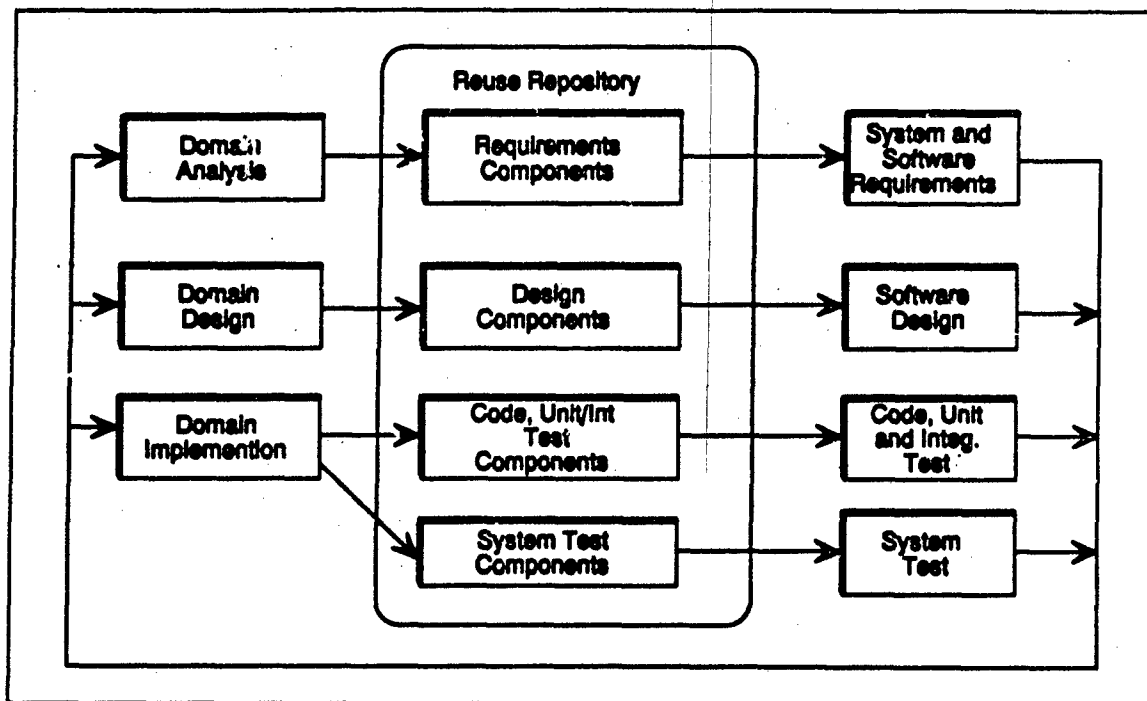 Reuse Repository
Domain
Analysis
Requirements
Components
System and
Software
Requirements
Domain
Design
Design
Components
Software
Design
Domain
Implemention
Code, Unit/Int
Test
Components
Code, Unit
and Integ.
Test
System Test
Components
System
Test